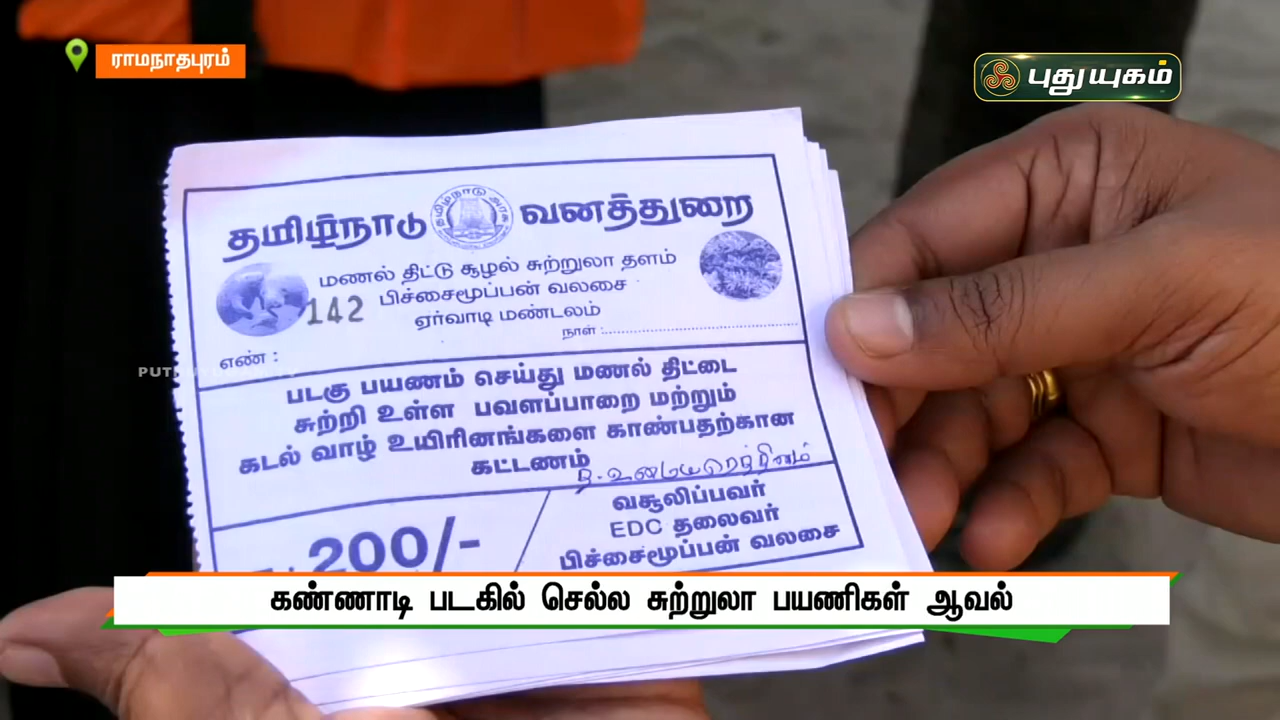 ராமநாதபுரம்
புதுயுகம்
தமிழ்நாடு வனத்துறை
மணல் திட்டு சூழல் சுற்றுலா தளம்
142 பிச்சைமூப்பன் வலசை
ஏர்வாடி மண்டலம்
நாள் :
எண் :
படகு பயணம் செய்து மணல் திட்டை
சுற்றி உள்ள பவளப்பாறை மற்றும்
கடல் வாழ் உயிரினங்களை காண்பதற்கான
கட்டணம்
வசூலிப்பவர்
EDC தலைவர்
பிச்சைமூப்பன் வலசை
200/-
கண்ணாடி படகில் செல்ல சுற்றுலா பயணிகள் ஆவல்